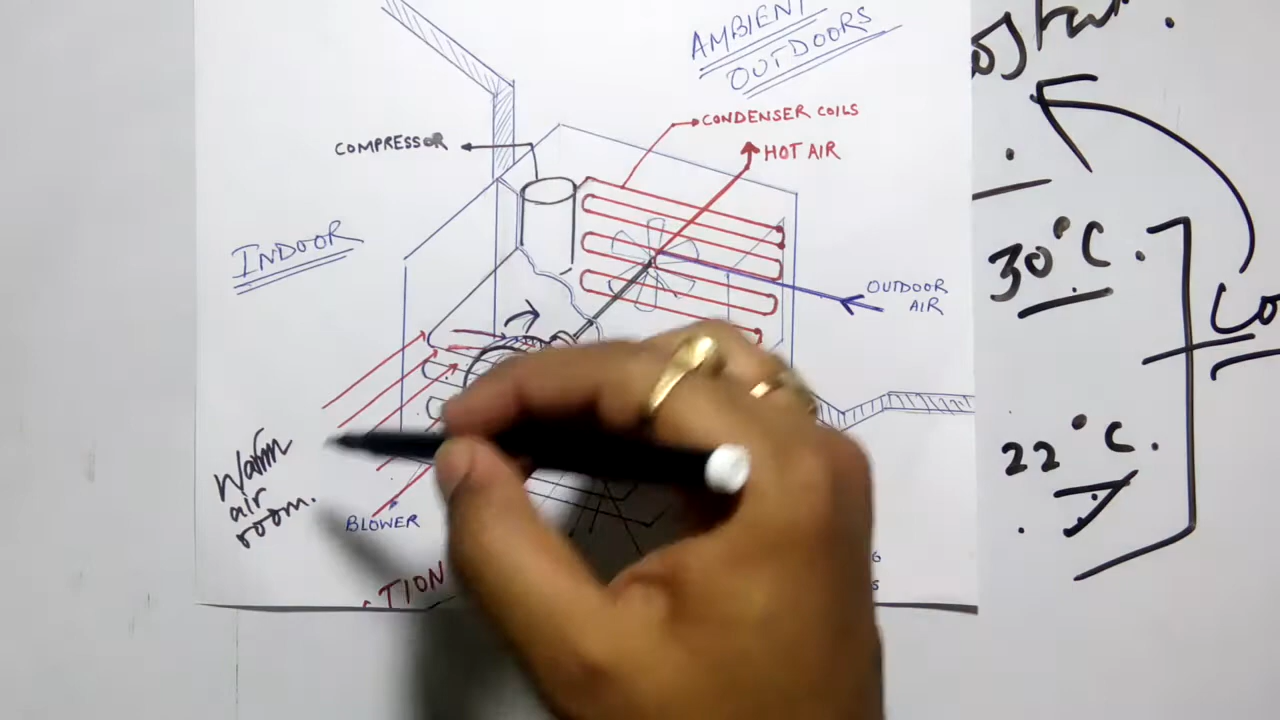 AMBIENT
OUTDOORS
CONDENSER COILS
COMPRESSOR
HOT AIR
INDOOR
OUTDOOR
AIR
30°C.
22°C.
Warm
air
room.
BLOWER
TION